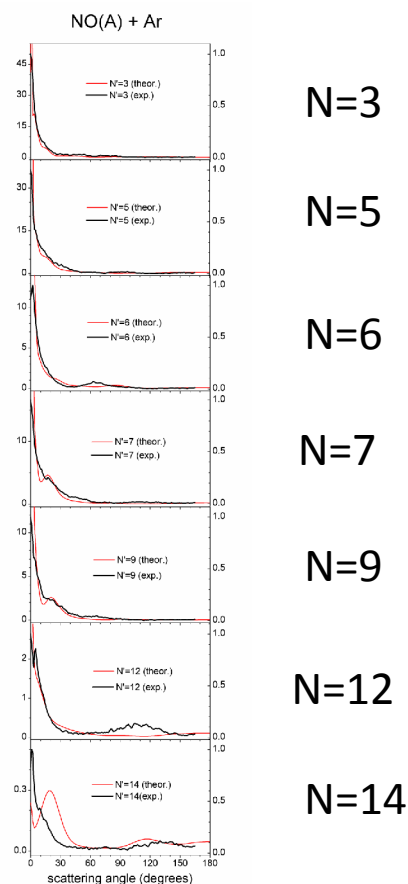 NO(A) + Ar
45
30
15
0
1.0
0.5
0.0
N'=3 (theor.)
N'=3 (exp.)
N=3
30
15
0
1.0
0.5
0.0
N'=5 (theor.)
N'=5 (exp.)
N=5
10
5
0
1.0
0.5
0.0
N'=6 (theor.)
N'=6 (exp.)
N=6
10
0
1.0
0.5
0.0
N'=7 (theor.)
N'=7 (exp.)
N=7
10
5
0
1.0
0.5
0.0
N'=9 (theor.)
N'=9 (exp.)
N=9
2
1
1.0
0.5
0.0
N'=12 (theor.)
N'=12 (exp.)
N=12
0.3
0.0
1.0
0.5
0.0
N'=14 (theor.)
N'=14(exp.)
N=14
0 30 60 90 120 150 180
scattering angle (degrees)